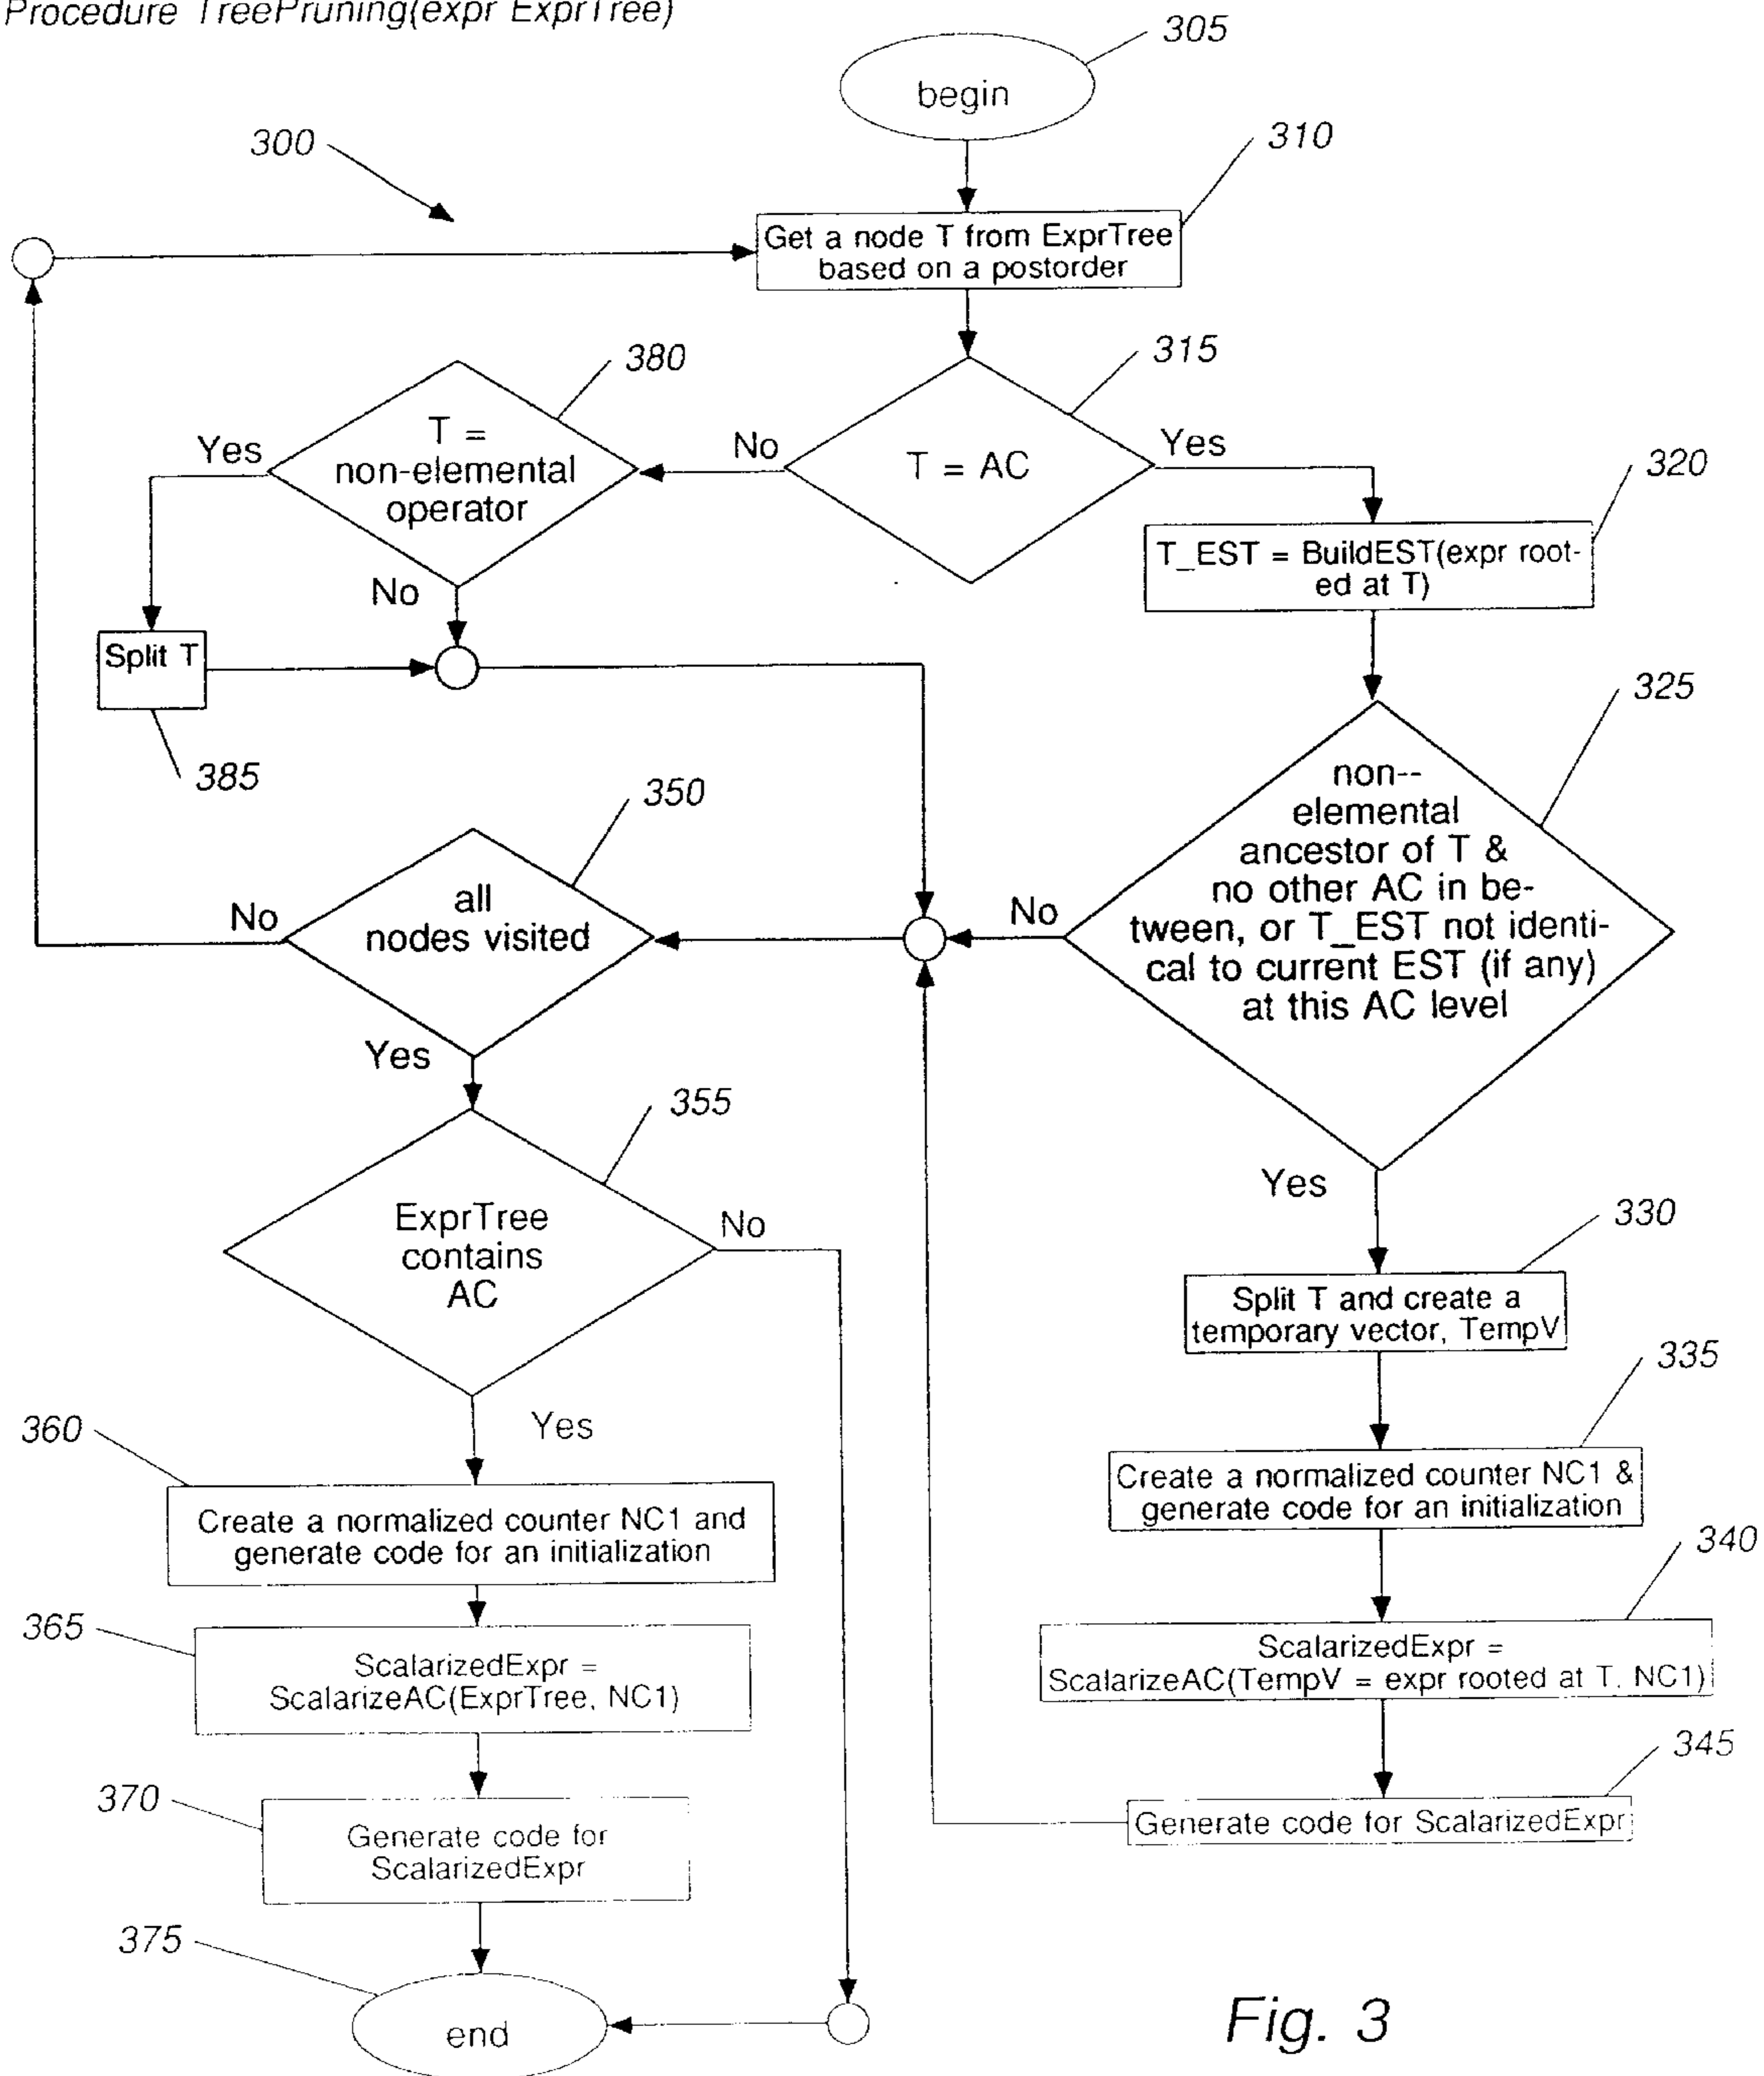 Procedure TreePruning(expr ExprTree)
305
begin
300
310
Get a node T from ExprTree
based on a postorder
315
380
T =
non-elemental
operator
Yes
No
T = AC
Yes
320
T_EST = BuildEST(expr root-
ed at T)
No
Split T
385
325
non--
elemental
ancestor of T &
no other AC in be-
tween, or T_EST not identi-
cal to current EST (if any)
at this AC level
350
all
nodes visited
No
No
Yes
355
Yes
330
Split T and create a
temporary vector, TempV
ExprTree
contains
AC
No
335
Create a normalized counter NC1 &
generate code for an initialization
Yes
360
Create a normalized counter NC1 and
generate code for an initialization
340
ScalarizedExpr =
ScalarizeAC(TempV = expr rooted at T, NC1)
365
ScalarizedExpr =
ScalarizeAC(ExprTree, NC1)
345
Generate code for ScalarizedExpr
370
Generate code for
ScalarizedExpr
375
end
Fig. 3